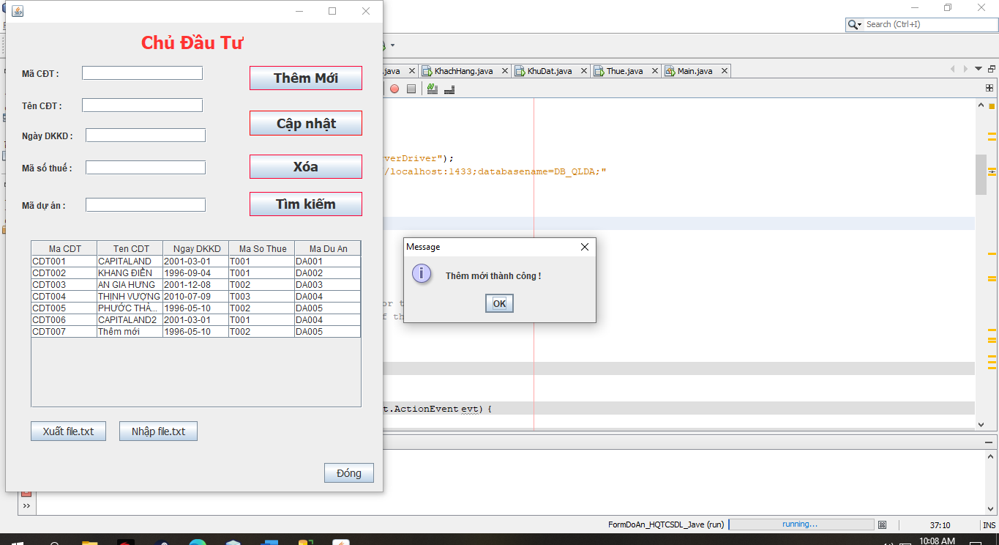 Chủ Đầu Tư
Mã CĐT :
Thêm Mới
Tên CĐT :
Cập nhật
Ngày DKKD :
Mã số thuế :
Xóa
Mã dự án :
Tìm kiếm
Ma CDT Ten CDT Ngay DKKD Ma So Thue Ma Du An
CDT001 CAPITALAND 2001-03-01 T001 DA001
CDT002 KHANG ĐIỀN 1996-09-04 T001 DA002
CDT003 AN GIA HƯNG 2001-12-08 T002 DA003
CDT004 THỊNH VƯỢNG 2010-07-09 T003 DA004
CDT005 PHƯỚC THÀ... 1996-05-10 T002 DA005
CDT006 CAPITALAND2 2001-03-01 T001 DA004
CDT007 Thêm mới 1996-05-10 T002 DA005
Xuất file.txt Nhập file.txt
Đóng
Search (Ctrl+I)
.java KhachHang.java KhuDat.java Thue.java Main.java
verDriver");
/localhost:1433;databasename=DB_QLDA;"
Message
Thêm mới thành công !
OK
or t
f th
t.ActionEvent evt) {
FormDoAn_HQTCSDL_Jave (run) running... 37:10 INS
10:08 AM